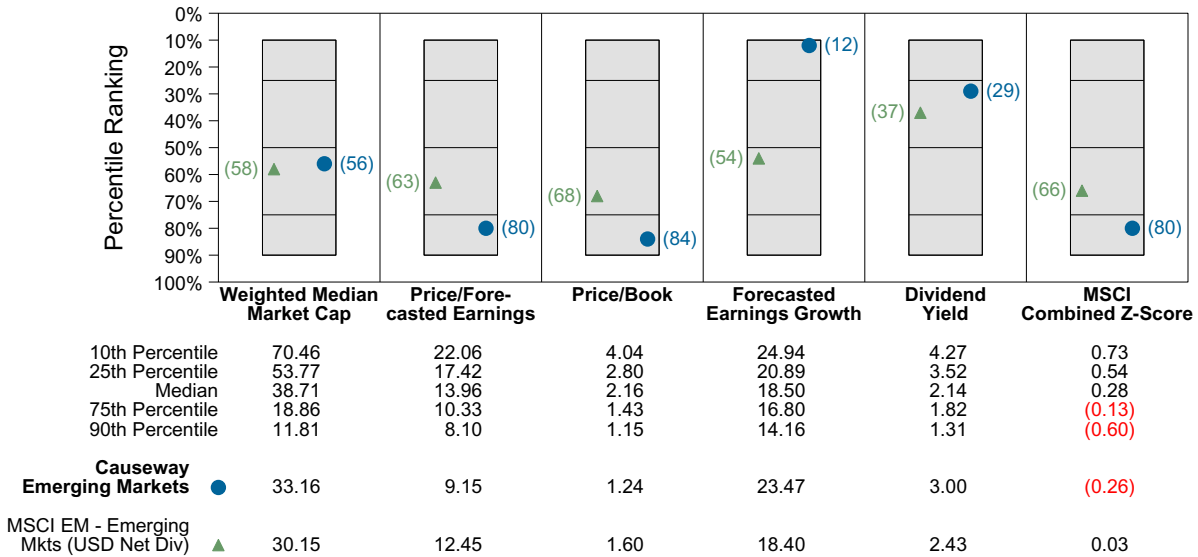 0%
10%
20%
30%
40%
50%
60%
70%
80%
90%
100%
Percentile Ranking
(58) (56)
(63) (80)
(68) (84)
(54) (12)
(37) (29)
(66) (80)
Weighted Median
Market Cap
Price/Fore-
casted Earnings
Price/Book
Forecasted
Earnings Growth
Dividend
Yield
MSCI
Combined Z-Score
10th Percentile 70.46 22.06 4.04 24.94 4.27 0.73
25th Percentile 53.77 17.42 2.80 20.89 3.52 0.54
Median 38.71 13.96 2.16 18.50 2.14 0.28
75th Percentile 18.86 10.33 1.43 16.80 1.82 (0.13)
90th Percentile 11.81 8.10 1.15 14.16 1.31 (0.60)
Causeway
Emerging Markets 33.16 9.15 1.24 23.47 3.00 (0.26)
MSCI EM - Emerging
Mkts (USD Net Div) 30.15 12.45 1.60 18.40 2.43 0.03